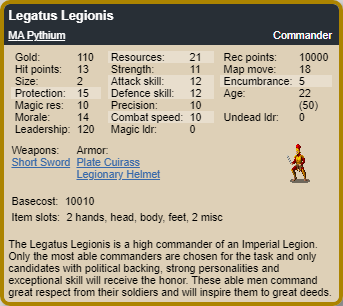 Legatus Legionis
MA Pythium Commander
Gold: 110 Resources: 21 Rec points: 10000
Hit points: 13 Strength: 11 Map move: 18
Size: 2 Attack skill: 12 Encumbrance: 5
Protection: 15 Defence skill: 12 Age: 22
Magic res: 10 Precision: 10 (50)
Morale: 14 Combat speed: 10 Undead ldr: 0
Leadership: 120 Magic ldr: 0
Weapons: Armor:
Short Sword Plate Cuirass
Legionary Helmet
Basecost: 10010
Item slots: 2 hands, head, body, feet, 2 misc
The Legatus Legionis is a high commander of an Imperial Legion.
Only the most able commanders are chosen for the task and only
candidates with political backing, strong personalities and
exceptional skill will receive the honor. These able men command
great respect from their soldiers and will inspire them to great deeds.